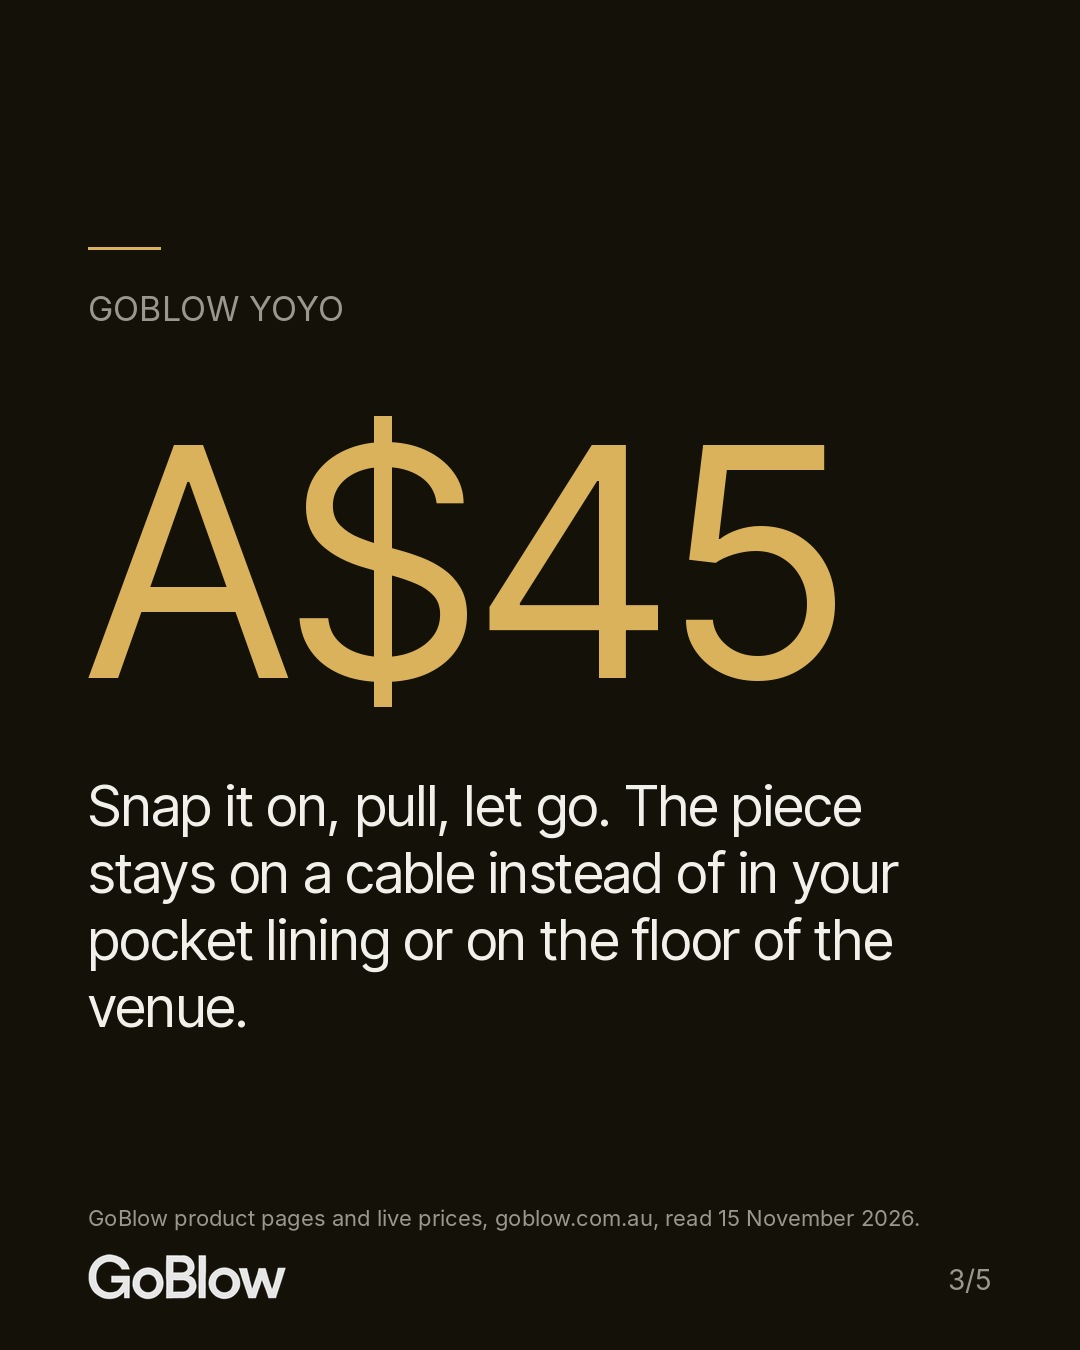 GOBLOW YOYO
A$45
Snap it on, pull, let go. The piece
stays on a cable instead of in your
pocket lining or on the floor of the
venue.
GoBlow product pages and live prices, goblow.com.au, read 15 November 2026.
GoBlow
3/5